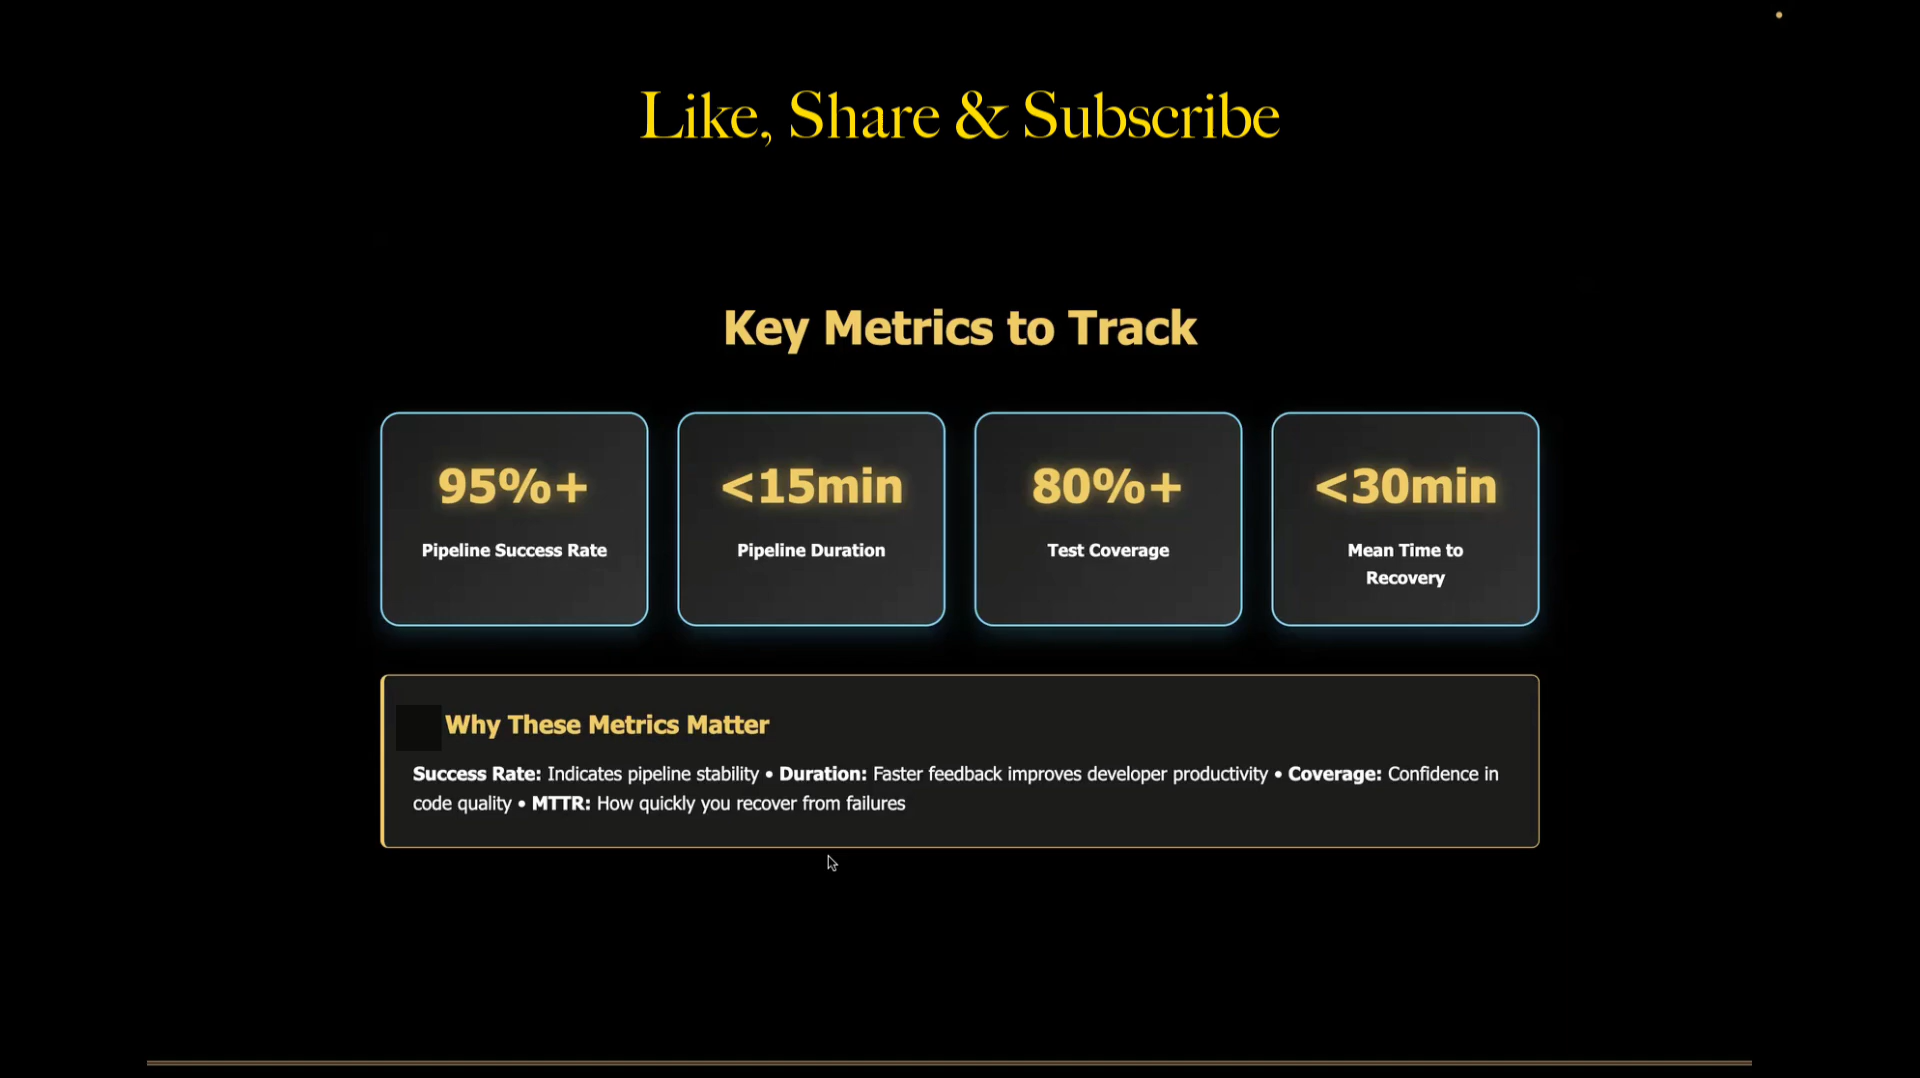 Like, Share & Subscribe
Key Metrics to Track
95%+
Pipeline Success Rate
<15min
Pipeline Duration
80%+
Test Coverage
<30min
Mean Time to
Recovery
Why These Metrics Matter
Success Rate: Indicates pipeline stability • Duration: Faster feedback improves developer productivity • Coverage: Confidence in
code quality • MTTR: How quickly you recover from failures